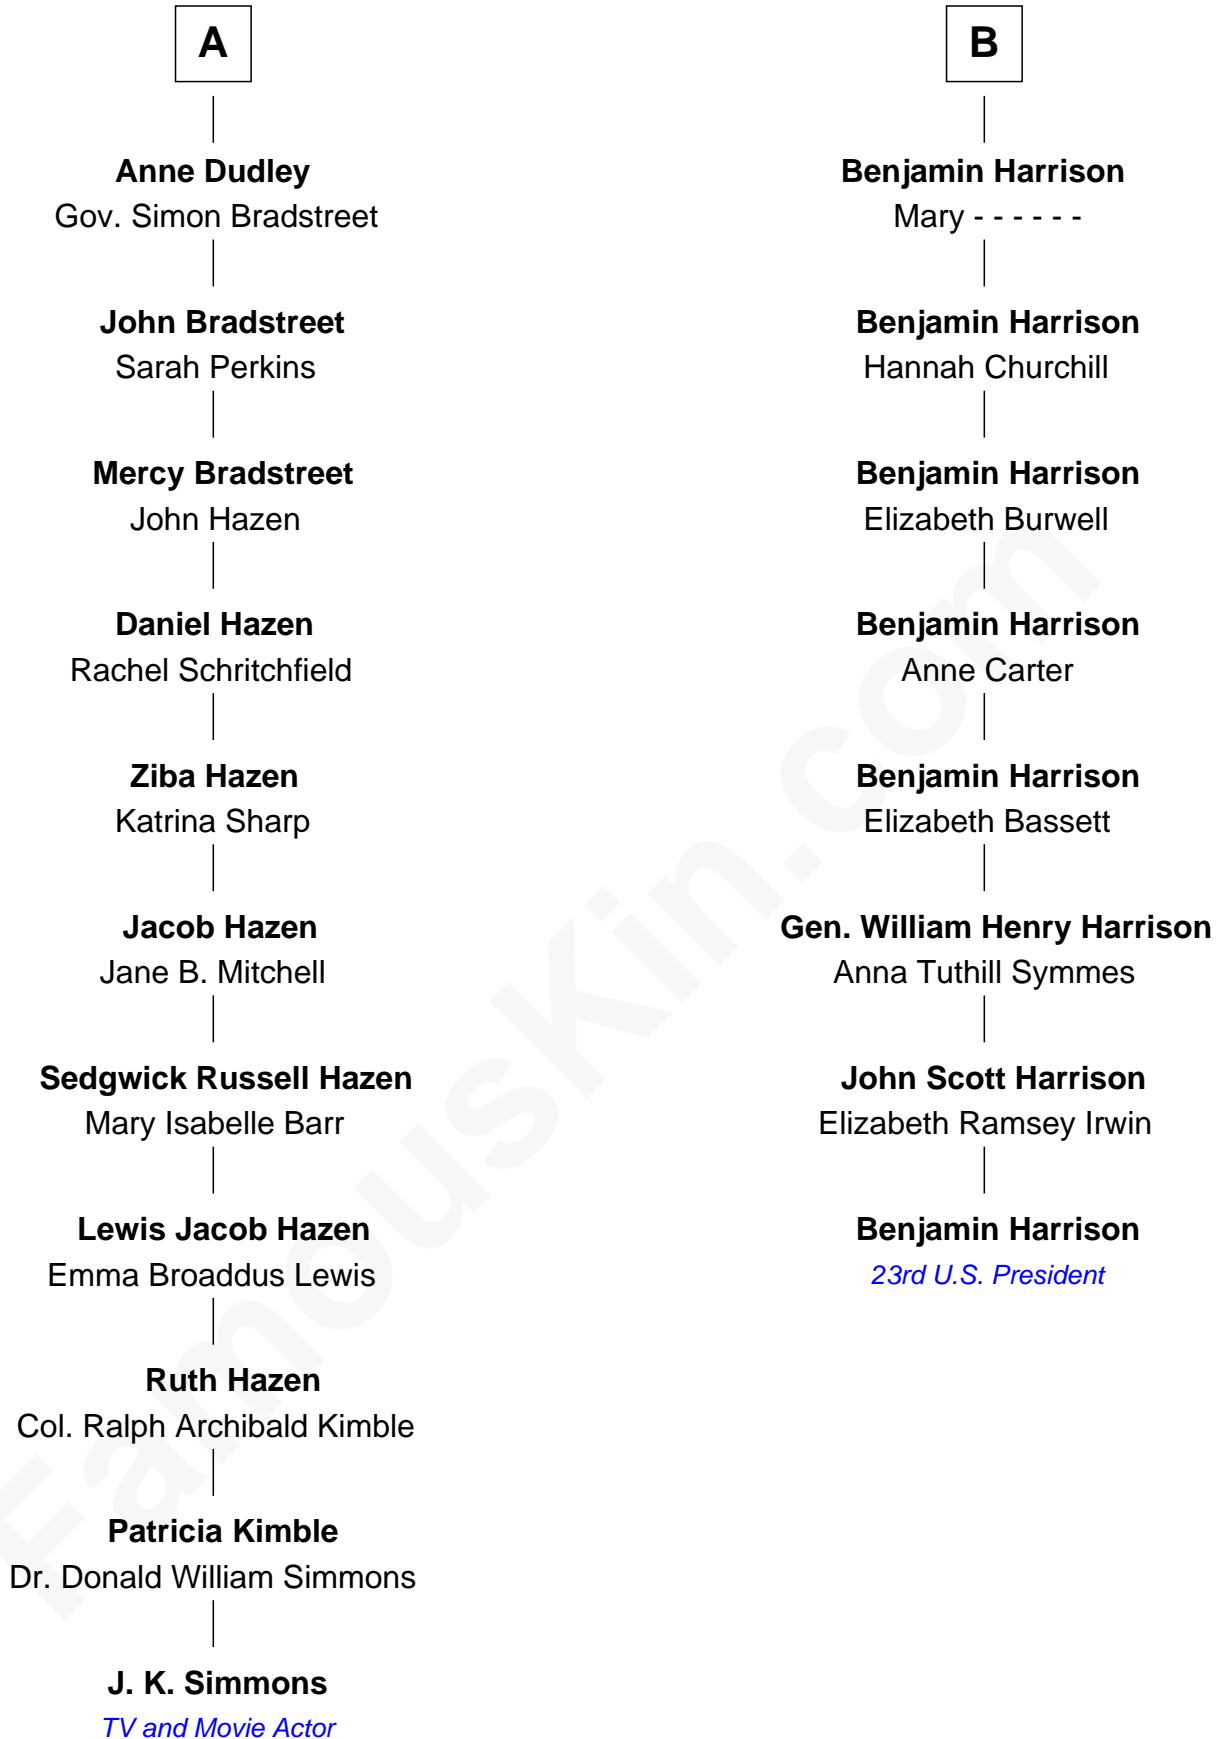 A
Anne Dudley
Gov. Simon Bradstreet
John Bradstreet
Sarah Perkins
Mercy Bradstreet
John Hazen
Daniel Hazen
Rachel Schritchfield
Ziba Hazen
Katrina Sharp
Jacob Hazen
Jane B. Mitchell
Sedgwick Russell Hazen
Mary Isabelle Barr
Lewis Jacob Hazen
Emma Broaddus Lewis
Ruth Hazen
Col. Ralph Archibald Kimble
Patricia Kimble
Dr. Donald William Simmons
J. K. Simmons
TV and Movie Actor
B
Benjamin Harrison
Mary - - - - - -
Benjamin Harrison
Hannah Churchill
Benjamin Harrison
Elizabeth Burwell
Benjamin Harrison
Anne Carter
Benjamin Harrison
Elizabeth Bassett
Gen. William Henry Harrison
Anna Tuthill Symmes
John Scott Harrison
Elizabeth Ramsey Irwin
Benjamin Harrison
23rd U.S. President
FamousKin.com